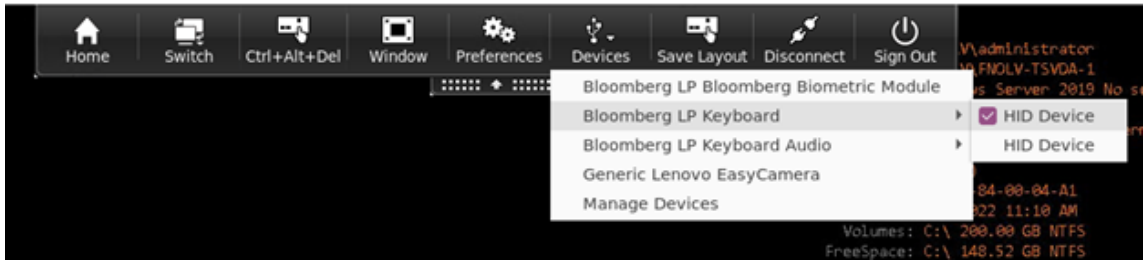 Home Switch Ctrl+Alt+Del Window Preferences Devices Save Layout Disconnect Sign Out
V\administrator
\FNOLV-TSVDA-1
Server 2019 No
Bloomberg LP Bloomberg Biometric Module
Bloomberg LP Keyboard
HID Device
Bloomberg LP Keyboard Audio
HID Device
Generic Lenovo EasyCamera
-84-00-04-A1
Manage Devices
022 11:10 AM
Volumes: C:\ 200.00 GB NTFS
FreeSpace: C:\ 148.52 GB NTFS